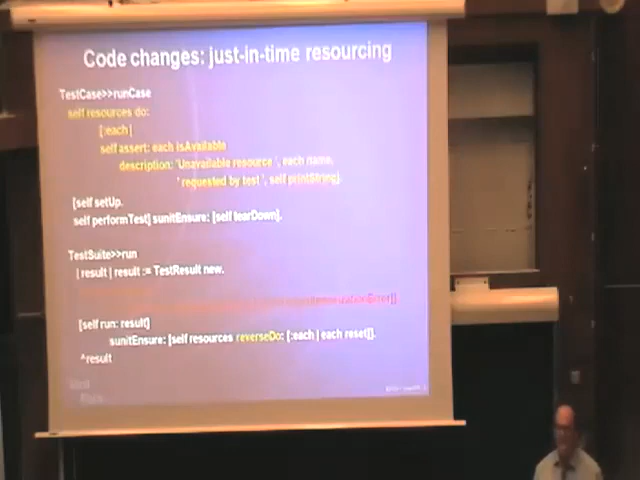 Code changes: just-in-time resourcing
TestCase>>runCase
self resources do:
[:each |
self assert: each isAvailable
description: 'Unavailable resource ', each name,
' requested by test ', self printString].
[self setUp.
self performTest] sunitEnsure: [self tearDown].
TestSuite>>run
| result | result := TestResult new.
[self run: result]
sunitEnsure: [self resources reverseDo: [:each | each reset]].
^result